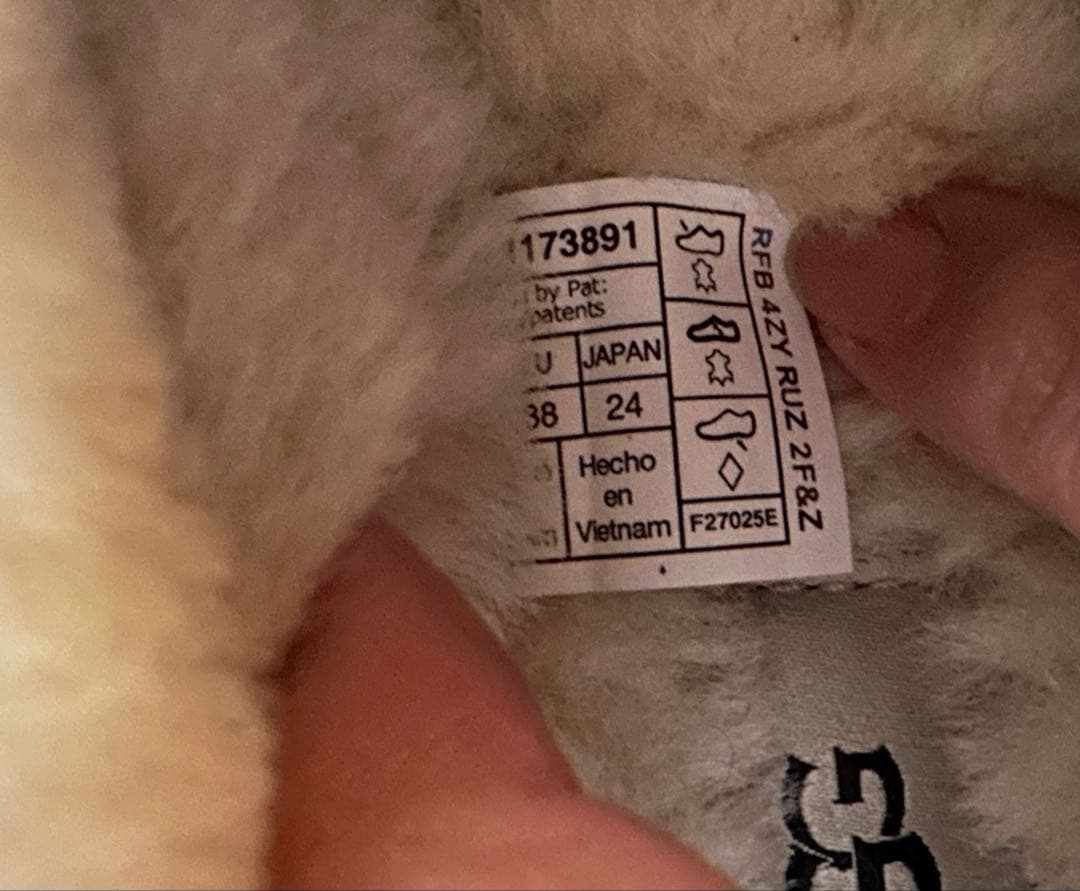 173891
by Pat:
patents
U JAPAN
38 24
Hecho
en
Vietnam
F27025E
RFB 4ZY RUZ 2F&Z